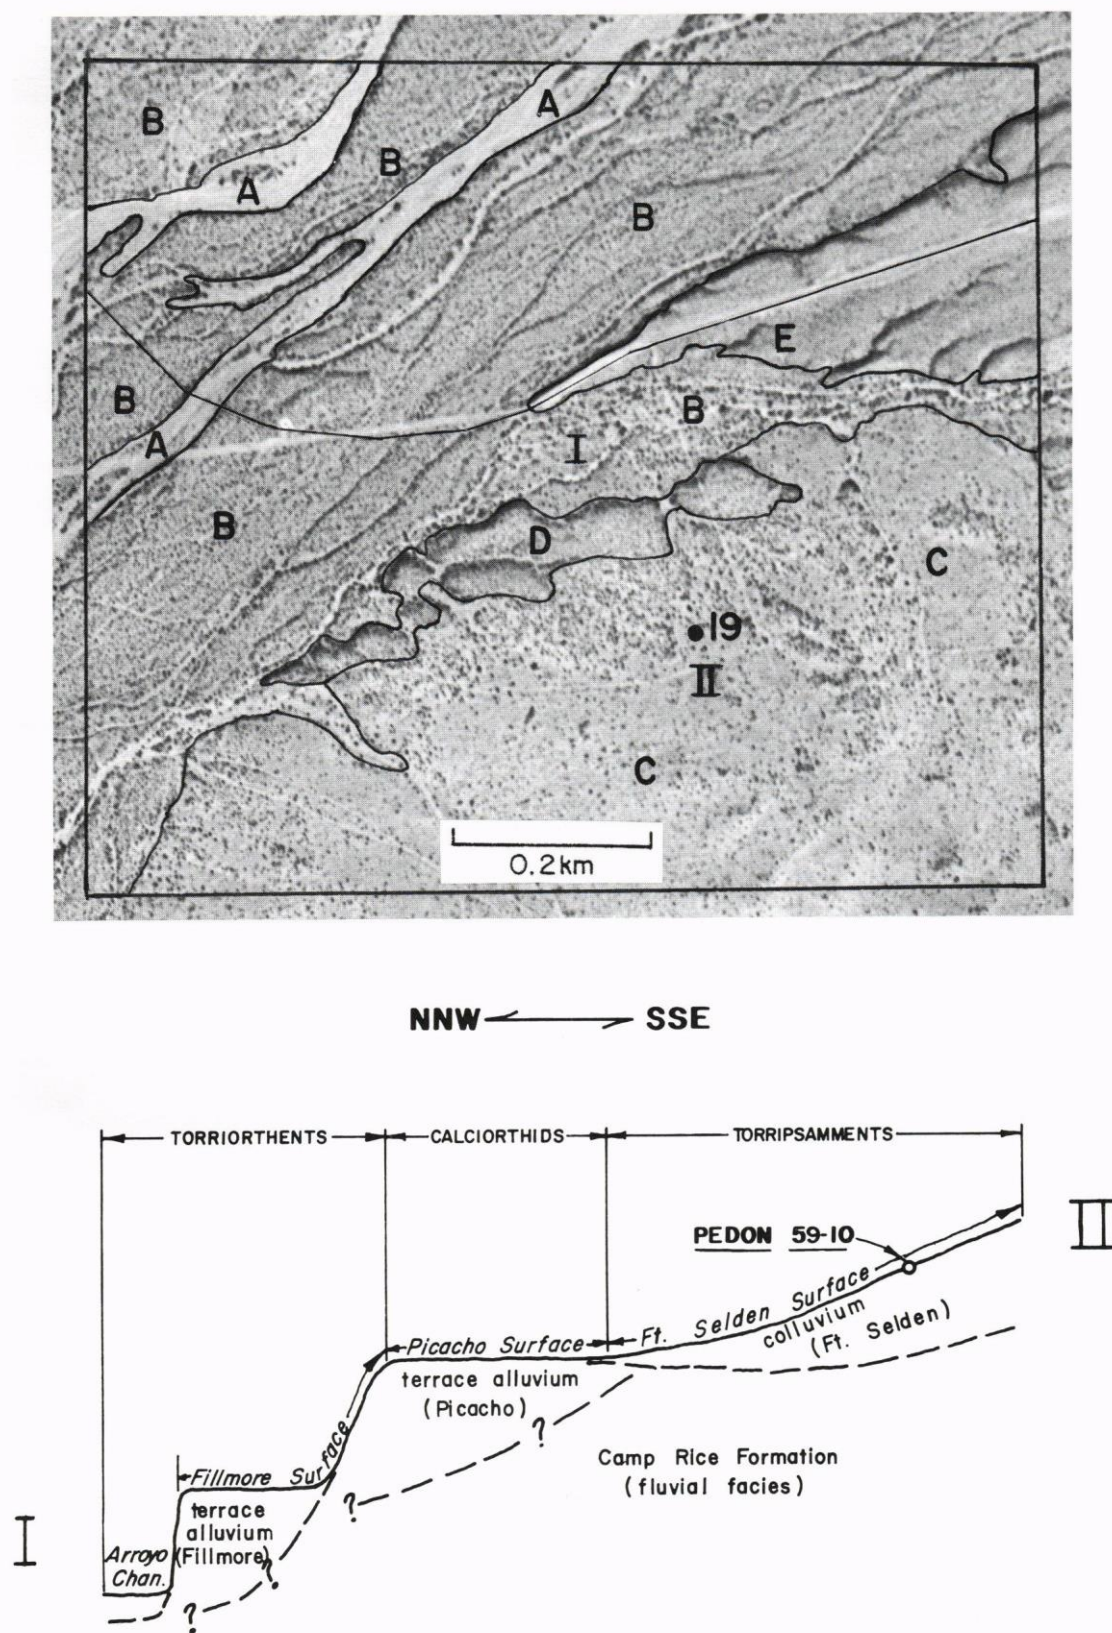 B
A
B
A
B
E
B
B
A
I
B
D
C
●19
II
C
0.2km
NNW SSE
TORRIORTHENTS CALCIORTHIDS TORRIPSAMMENTS
II
PEDON 59-10
Picacho Surface Ft. Selden Surface
colluvium
(Ft. Selden)
terrace alluvium
(Picacho)
?
Camp Rice Formation
(fluvial facies)
?
Fillmore Surface
terrace
alluvium
(Fillmore)
?
?
I
Arroyo
Chan.